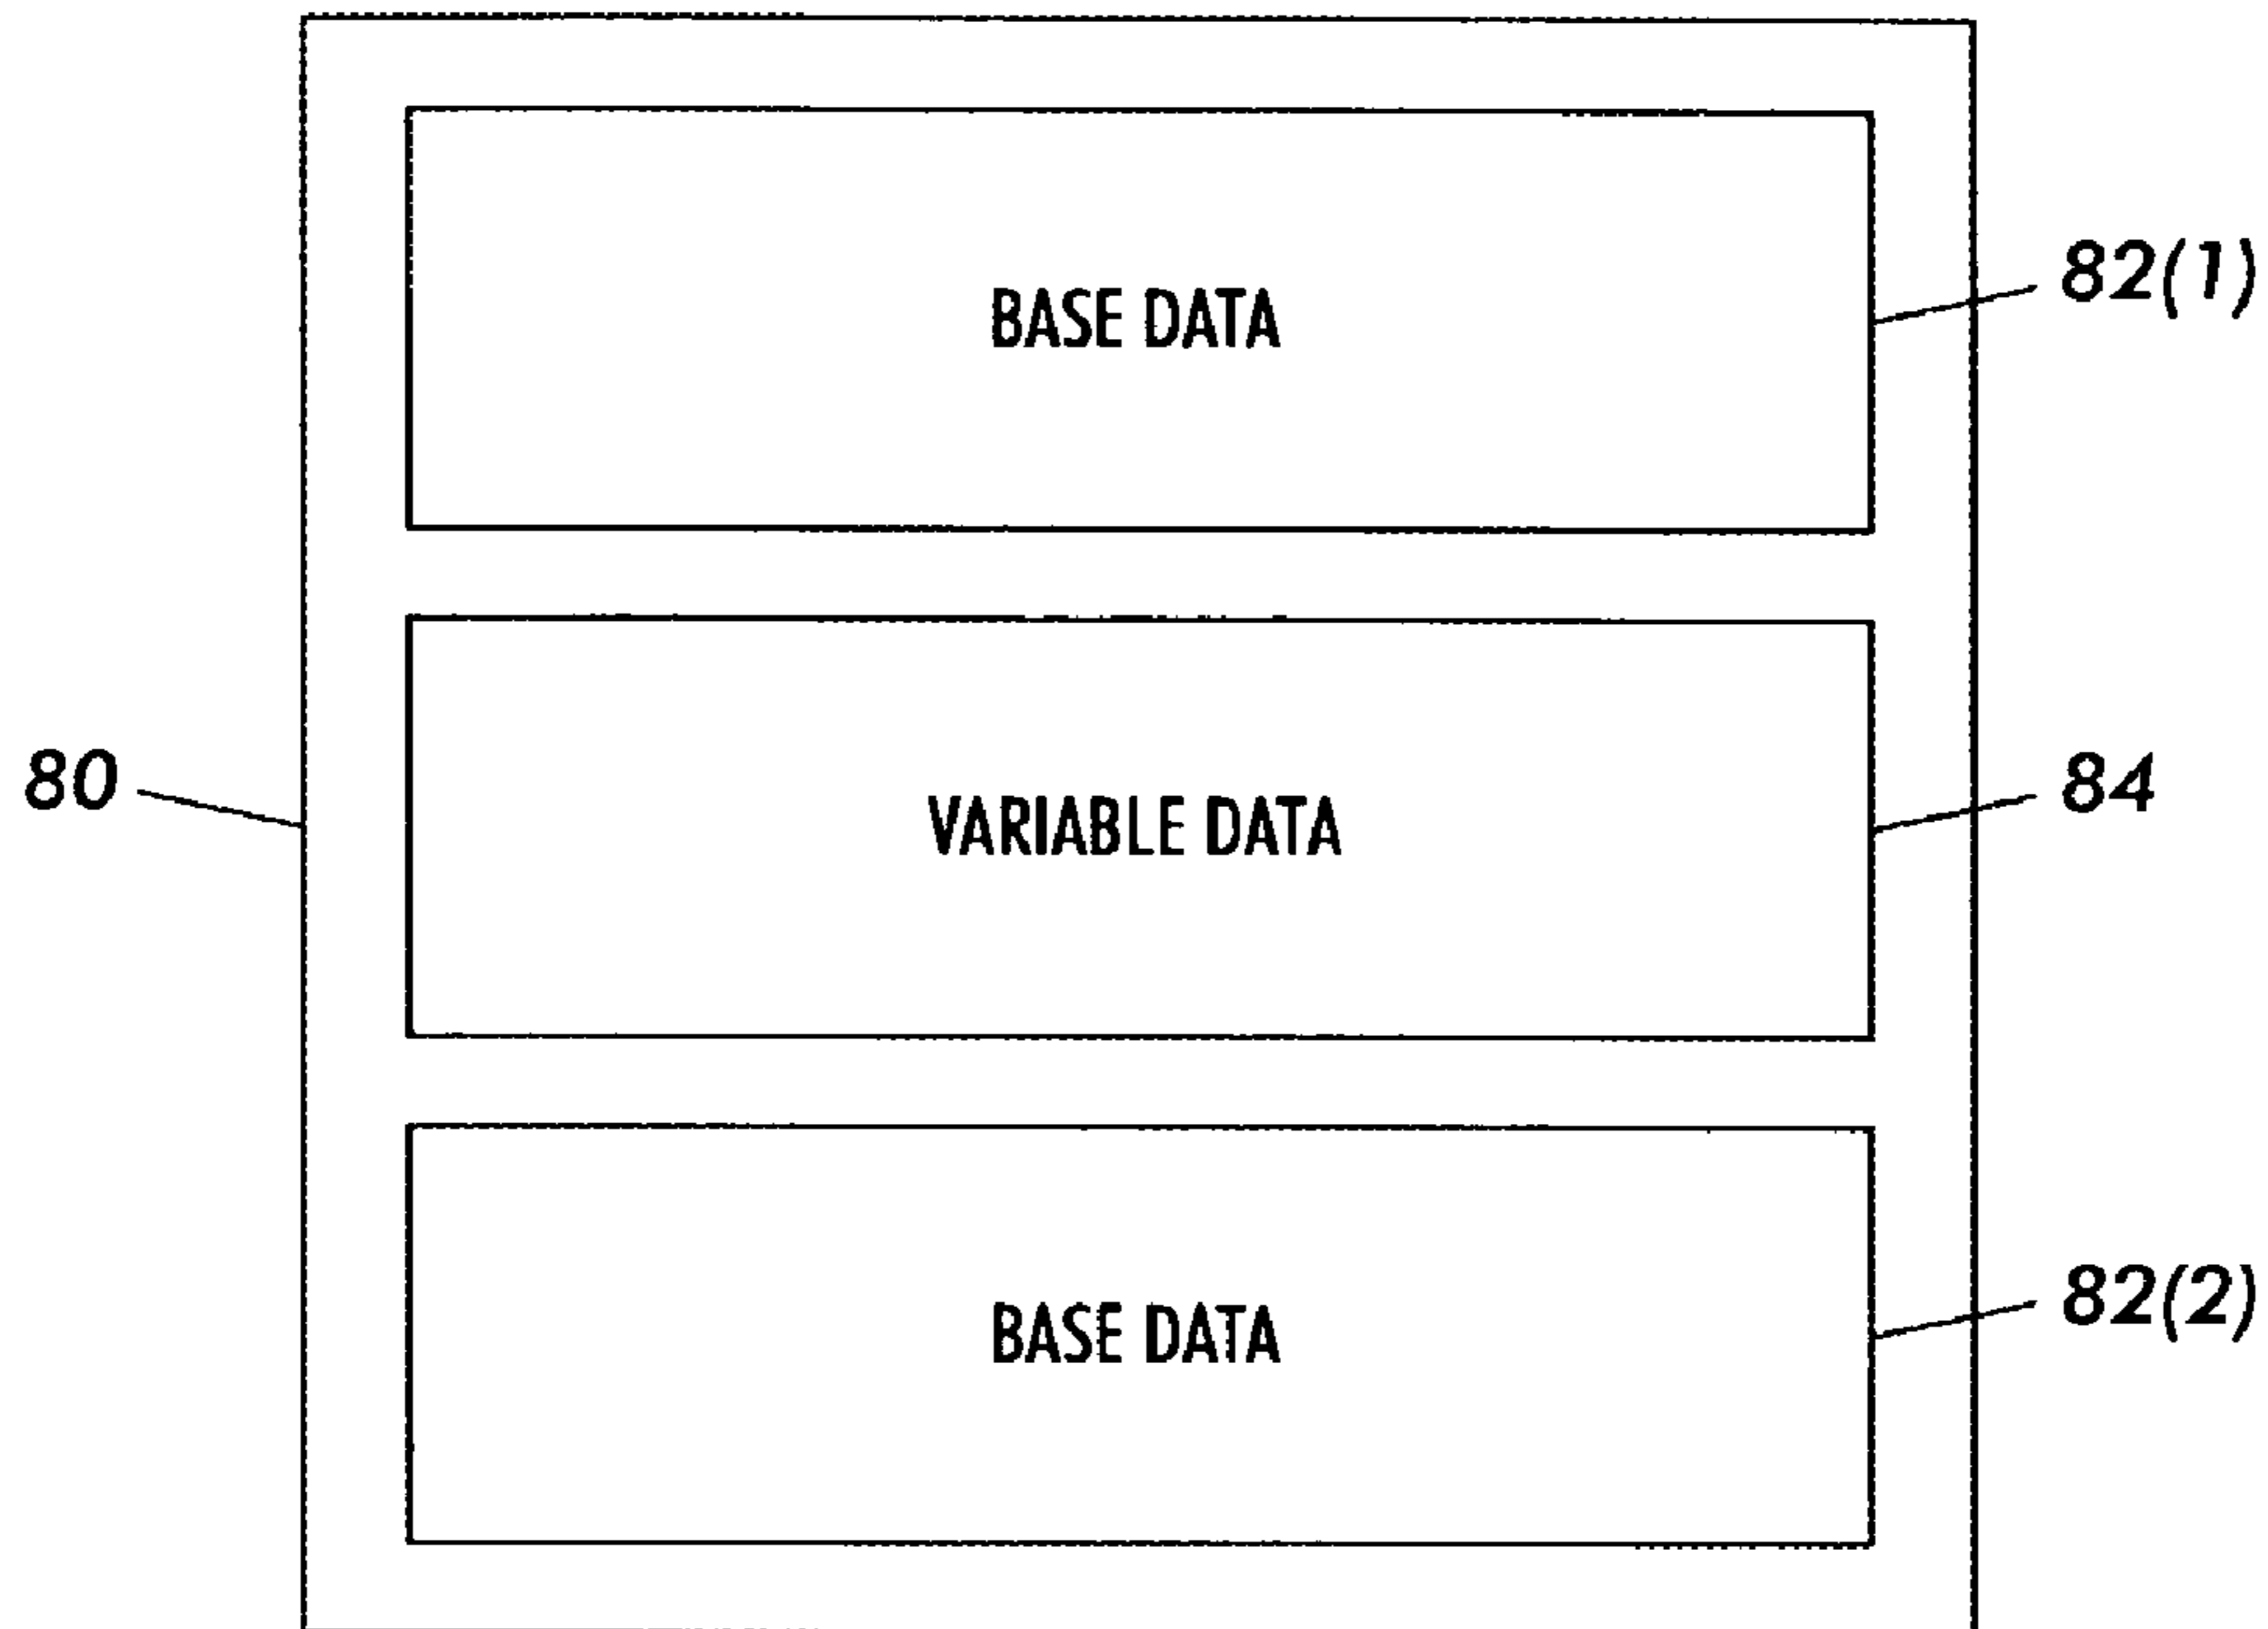 BASE DATA
82(1)
80
VARIABLE DATA
84
BASE DATA
82(2)